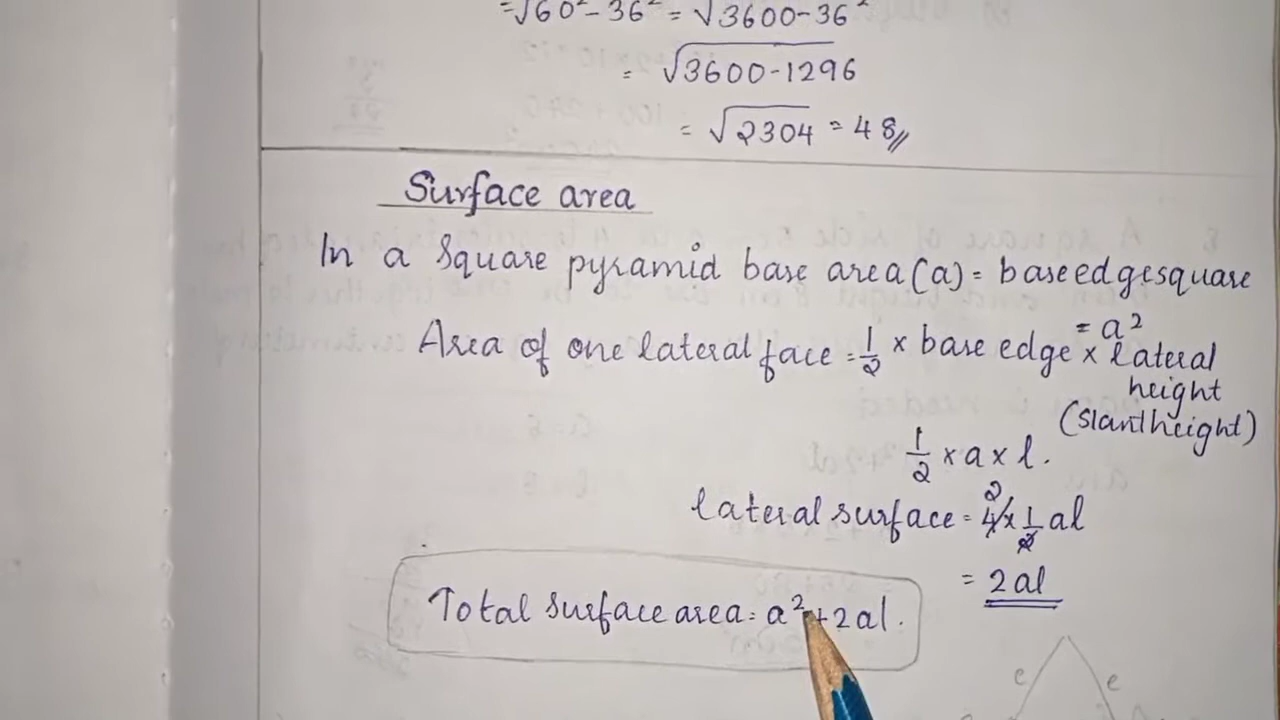 =√60²-36² = √3600-36²
= √3600-1296
= √2304 = 48//
Surface area
In a square pyramid base area(a)= base edge square
= a²
Area of one lateral face = 1/2 × base edge × lateral
height
(slant height)
1/2 × a × l.
lateral surface = 4 × 1/2 al
2
= 2al
Total surface area = a²+2al.
e e